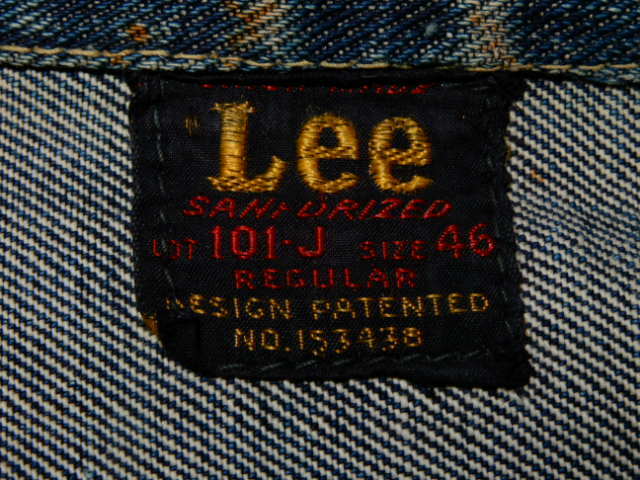 Lee
SANFORIZED
LOT 101-J SIZE 46
REGULAR
DESIGN PATENTED
NO. 153438